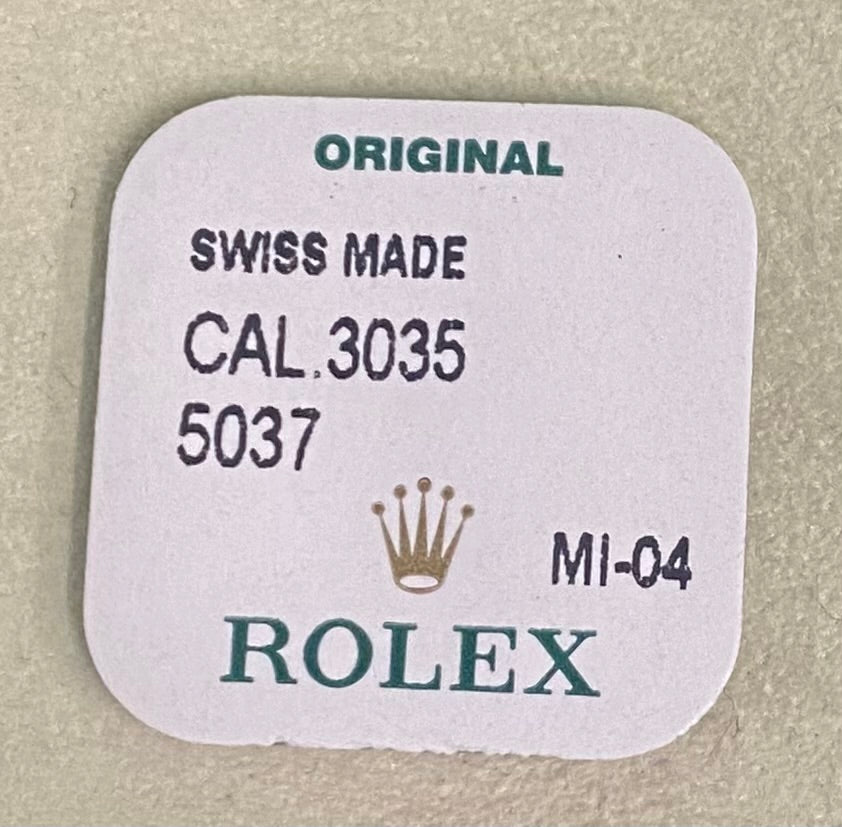 ORIGINAL
SWISS MADE
CAL.3035
5037
MI-04
ROLEX